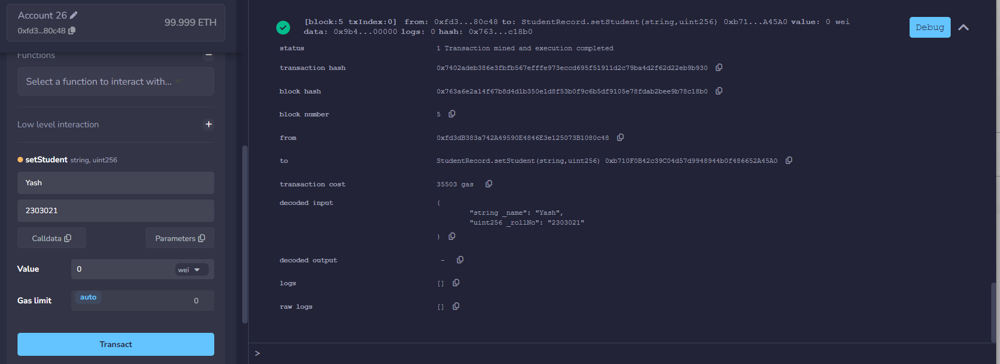 Account 26
0xfd3...80c48
99.999 ETH
Functions
Select a function to interact with...
Low level interaction
setStudent string, uint256
Yash
2303021
Calldata
Parameters
Value
0
wei
Gas limit
auto
0
Transact
[block:5 txIndex:0] from: 0xfd3...80c48 to: StudentRecord.setStudent(string,uint256) 0xb71...A45A0 value: 0 wei
data: 0x9b4...00000 logs: 0 hash: 0x763...c18b0
Debug
status 1 Transaction mined and execution completed
transaction hash 0x7402adeb386e3fbfb567efffe973eccd695f51911d2c79ba4d2f62d22eb9b930
block hash 0x763a6e2a14f67b8d4d1b350e1d8f53b0f9c6b5df9105e78fdab2bee9b78c18b0
block number 5
from 0xfd3dB383a742A49590E4846E3e125073B1080c48
to StudentRecord.setStudent(string,uint256) 0xb710F0B42c39C04d57d9948944b0f486652A45A0
transaction cost 35503 gas
decoded input {
"string _name": "Yash",
"uint256 _rollNo": "2303021"
}
decoded output -
logs []
raw logs []
>